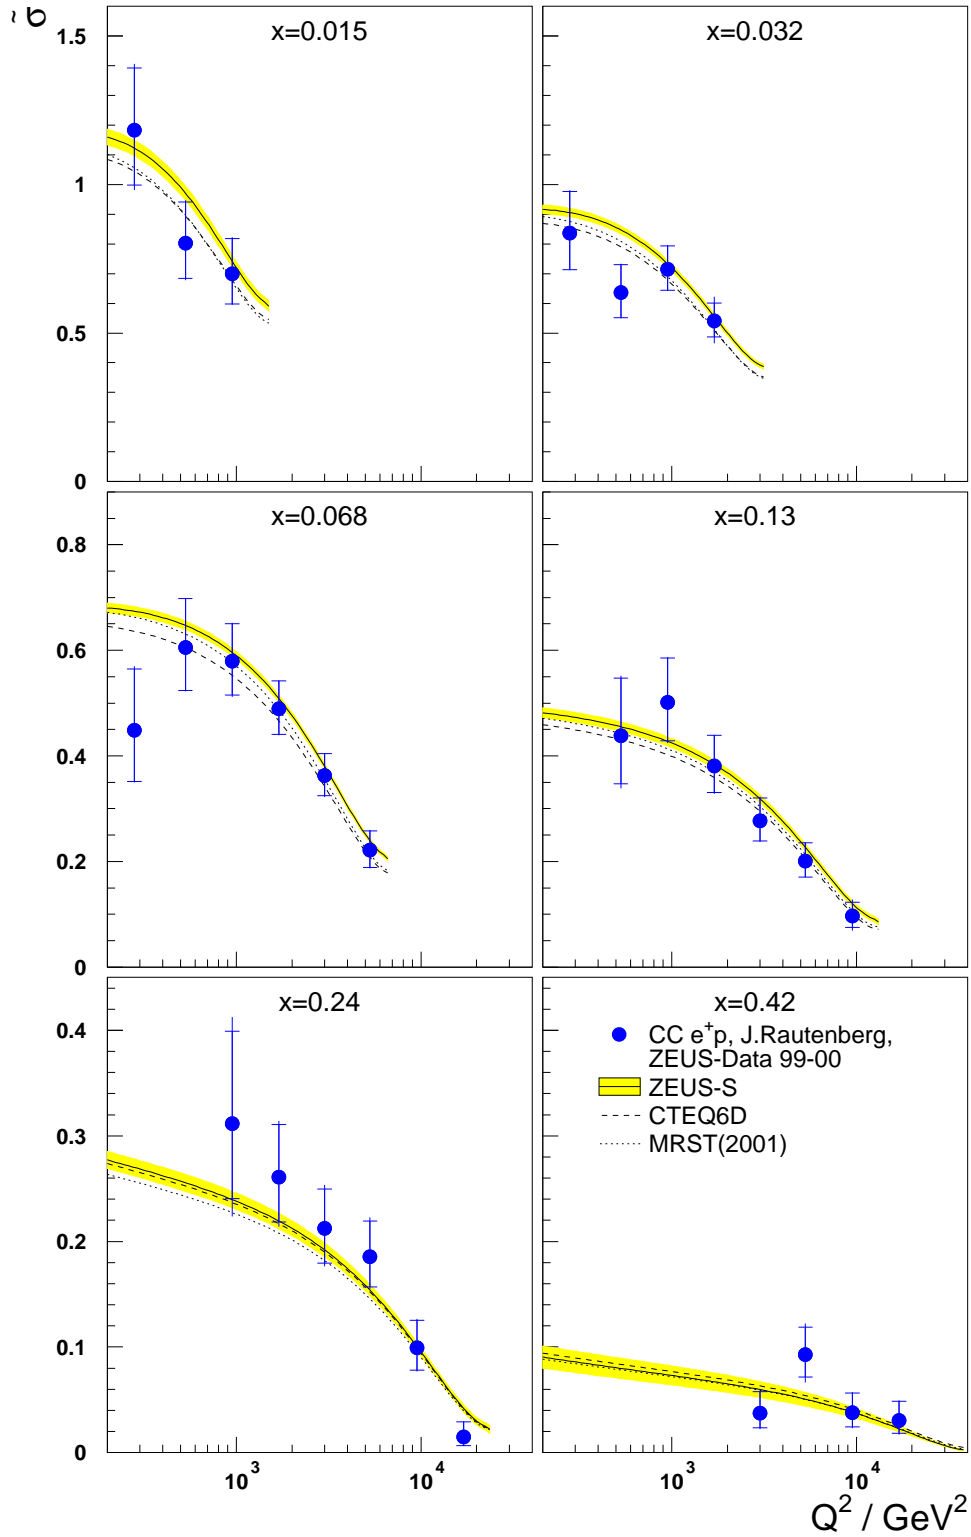 σ̃
x=0.015
x=0.032
1.5
1
0.5
0
x=0.068
x=0.13
0.8
0.6
0.4
0.2
0
x=0.24
x=0.42
CC e⁺p, J.Rautenberg,
ZEUS-Data 99-00
ZEUS-S
CTEQ6D
MRST(2001)
0.4
0.3
0.2
0.1
0
10³ 10⁴ 10³ 10⁴
Q² / GeV²